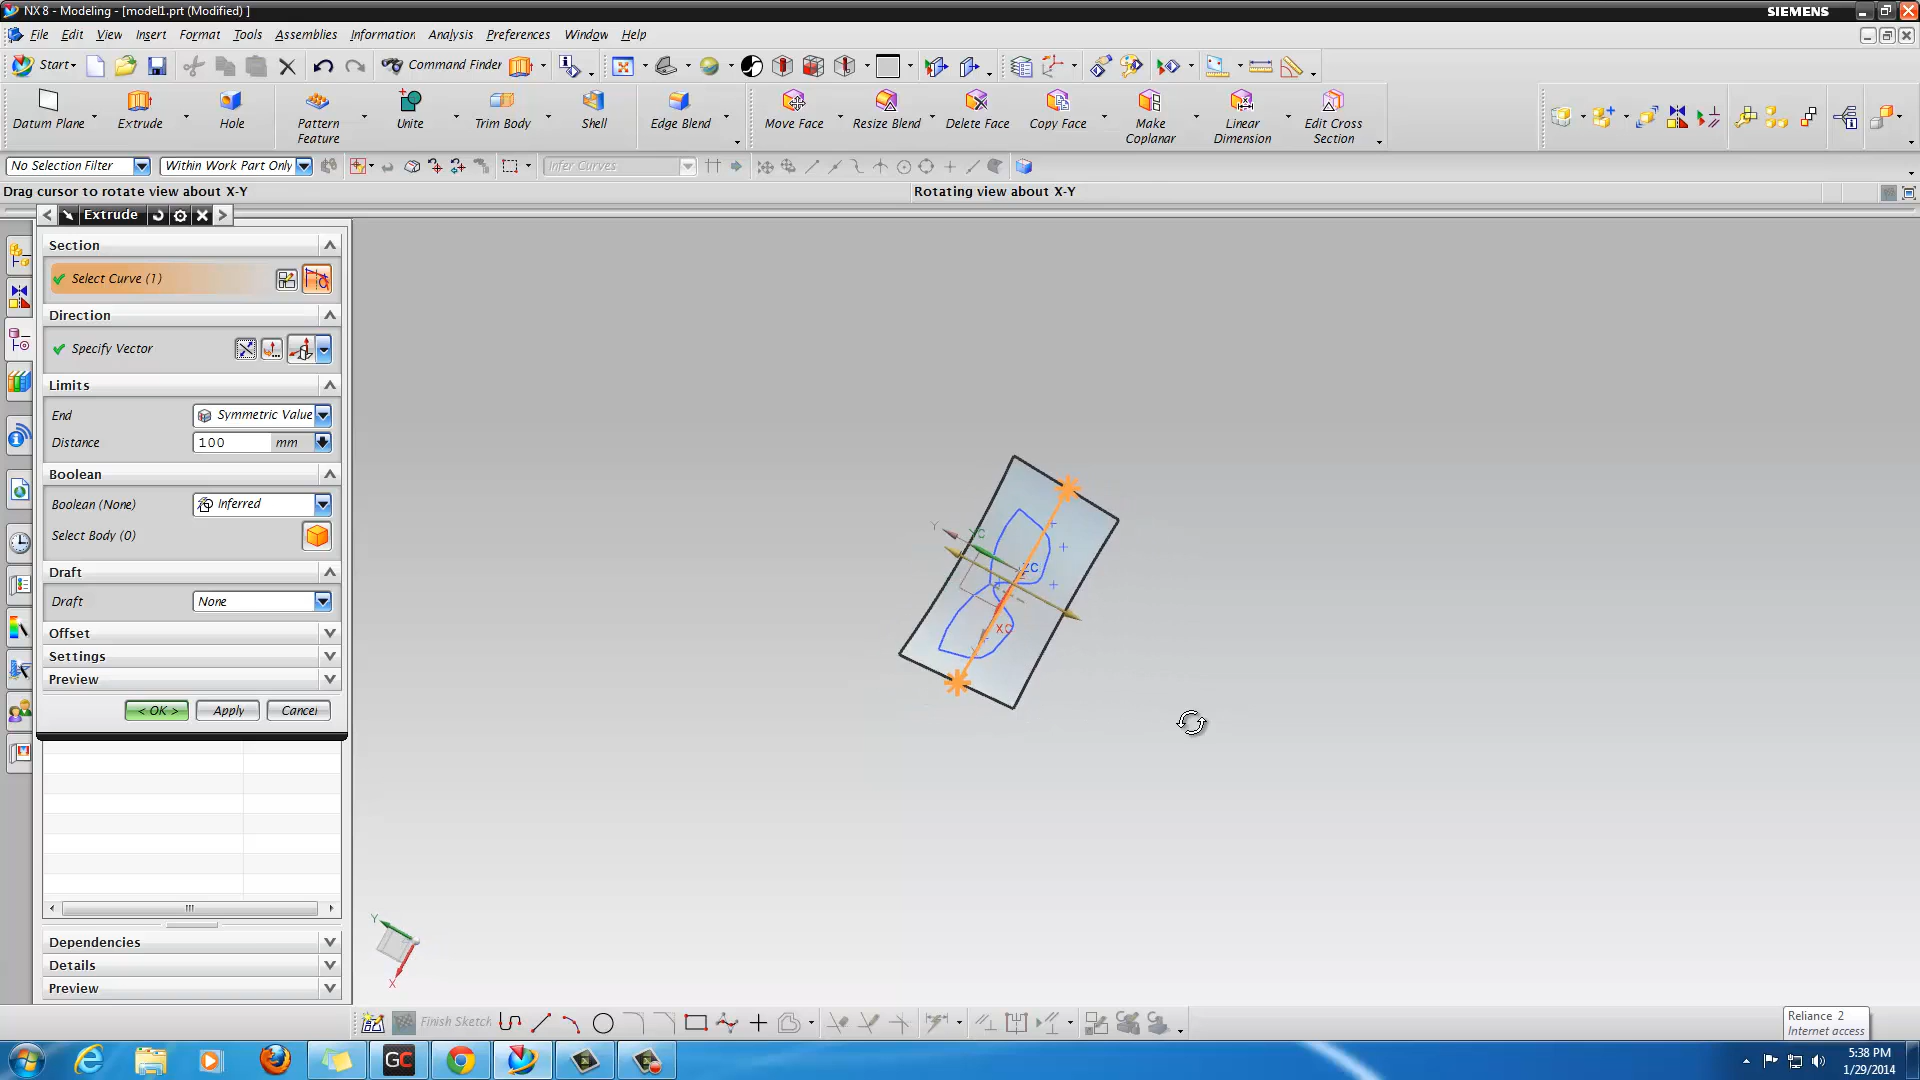 NX 8 - Modeling - [model1.prt (Modified) ]
SIEMENS
File Edit View Insert Format Tools Assemblies Information Analysis Preferences Window Help
Start Command Finder
Datum Plane Extrude Hole Pattern Feature Unite Trim Body Shell Edge Blend Move Face Resize Blend Delete Face Copy Face Make Coplanar Linear Dimension Edit Cross Section
No Selection Filter Within Work Part Only Infer Curves
Drag cursor to rotate view about X-Y Rotating view about X-Y
Extrude
Section
Select Curve (1)
Direction
Specify Vector
Limits
End Symmetric Value
Distance 100 mm
Boolean
Boolean (None) Inferred
Select Body (0)
Draft
Draft None
Offset
Settings
Preview
< OK > Apply Cancel
Y
XC
Y
X
Dependencies
Details
Preview
Finish Sketch
Reliance 2
Internet access
GC
5:38 PM
1/29/2014